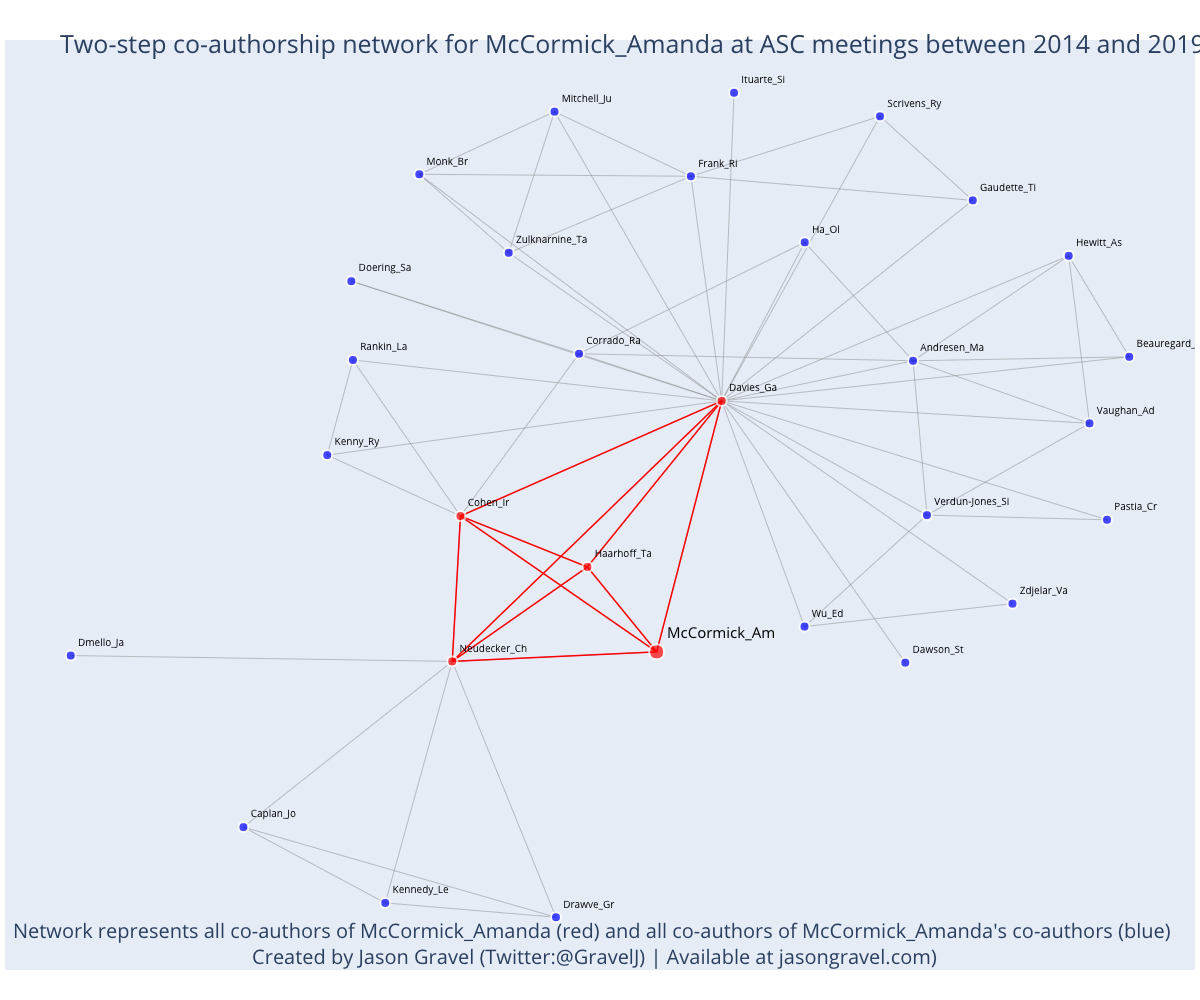 Two-step co-authorship network for McCormick_Amanda at ASC meetings between 2014 and 2019
Ituarte_Si
Mitchell_Ju
Scrivens_Ry
Monk_Br
Frank_Ri
Gaudette_Ti
Ha_Ol
Zulknarnine_Ta
Hewitt_As
Doering_Sa
Corrado_Ra
Rankin_La
Andresen_Ma
Beauregard_
Davies_Ga
Vaughan_Ad
Kenny_Ry
Cohen_Ir
Verdun-Jones_Si
Pastia_Cr
Haarhoff_Ta
Zdjelar_Va
Wu_Ed
McCormick_Am
Dmello_Ja
Neudecker_Ch
Dawson_St
Caplan_Jo
Kennedy_Le
Drawve_Gr
Network represents all co-authors of McCormick_Amanda (red) and all co-authors of McCormick_Amanda's co-authors (blue)
Created by Jason Gravel (Twitter:@GravelJ) | Available at jasongravel.com)